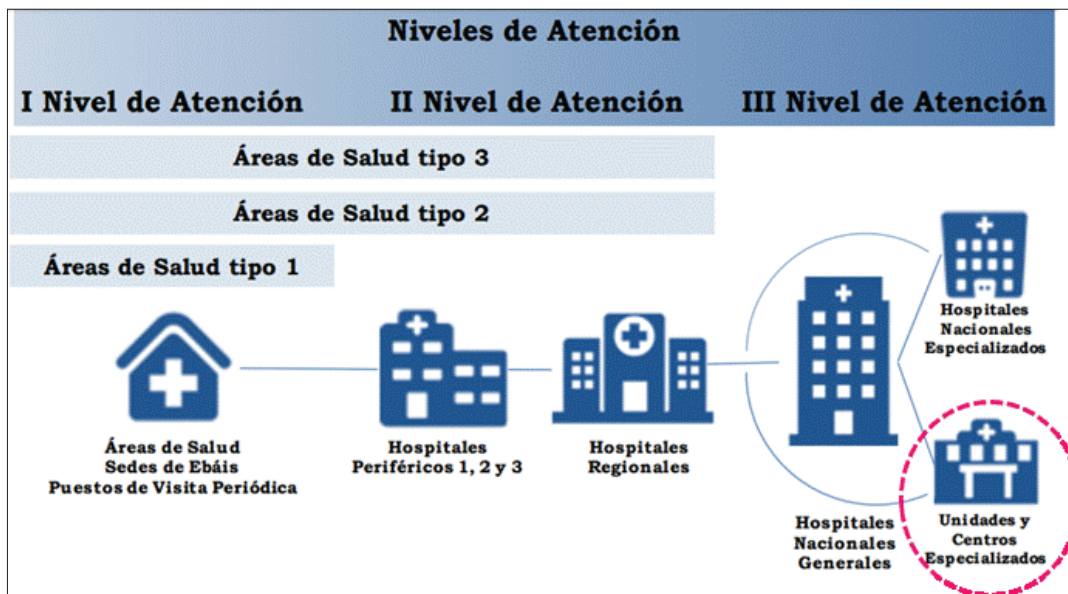 Niveles de Atención
I Nivel de Atención
II Nivel de Atención
III Nivel de Atención
Áreas de Salud tipo 3
Áreas de Salud tipo 2
Áreas de Salud tipo 1
Áreas de Salud
Sedes de Ebáis
Puestos de Visita Periódica
Hospitales
Periféricos 1, 2 y 3
Hospitales
Regionales
Hospitales
Nacionales
Generales
Hospitales
Nacionales
Especializados
Unidades y
Centros
Especializados